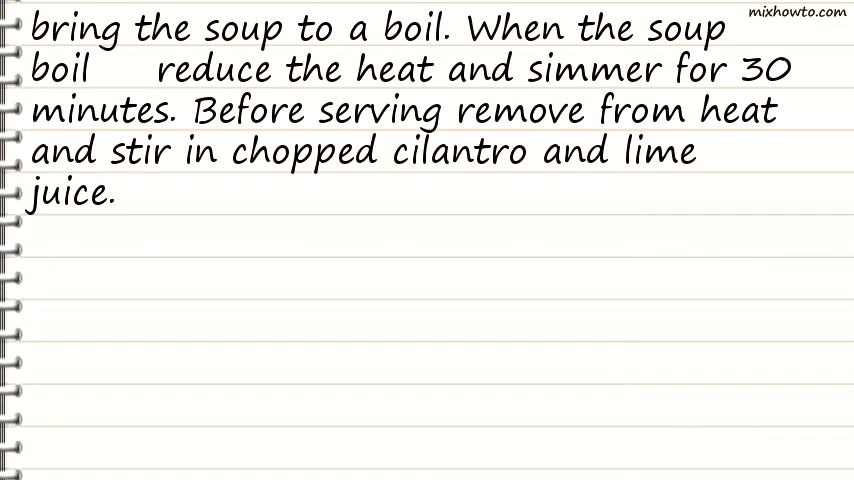 mixhowto.com
bring the soup to a boil. When the soup
boil reduce the heat and simmer for 30
minutes. Before serving remove from heat
and stir in chopped cilantro and lime
juice.